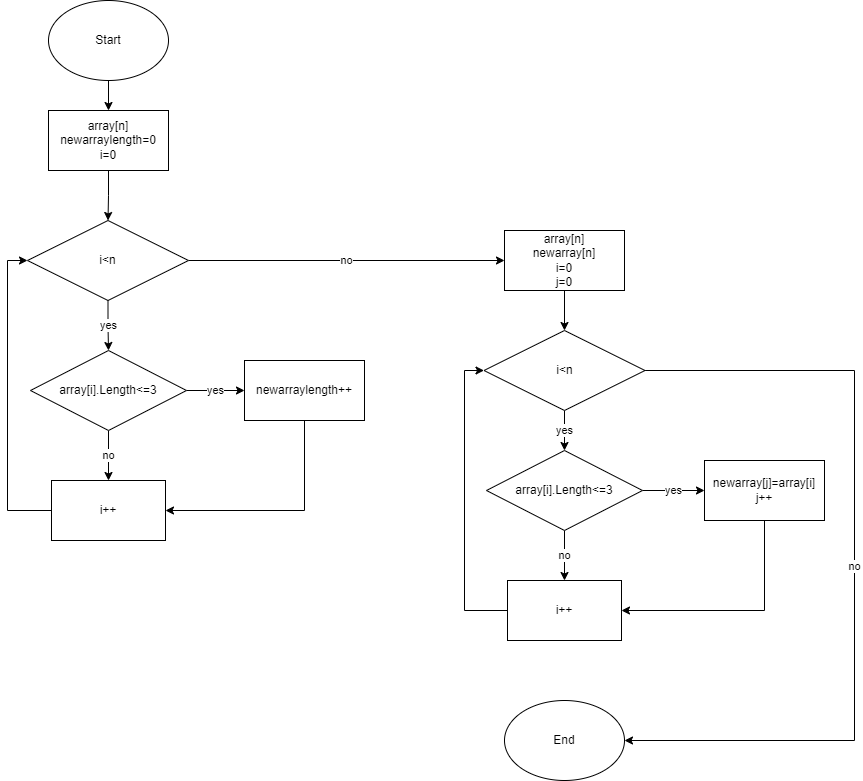 Start
array[n]
newarraylength=0
i=0
i<n
no
yes
array[i].Length<=3
yes
newarraylength++
no
i++
array[n]
newarray[n]
i=0
j=0
i<n
yes
array[i].Length<=3
yes
newarray[j]=array[i]
j++
no
no
i++
End